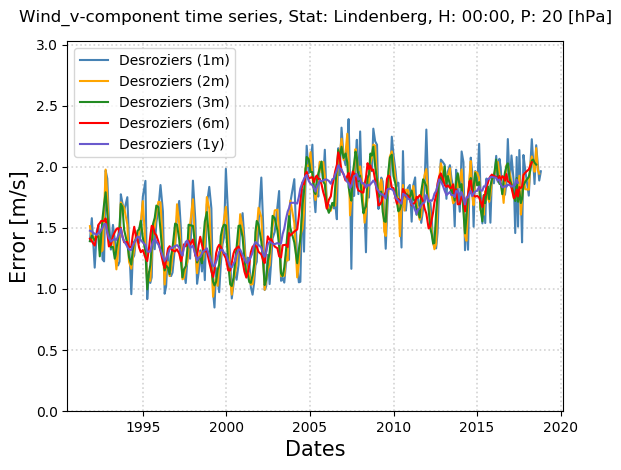 Wind_v-component time series, Stat: Lindenberg, H: 00:00, P: 20 [hPa]
3.0
2.5
2.0
1.5
1.0
0.5
0.0
Error [m/s]
Desroziers (1m)
Desroziers (2m)
Desroziers (3m)
Desroziers (6m)
Desroziers (1y)
1995
2000
2005
2010
2015
2020
Dates